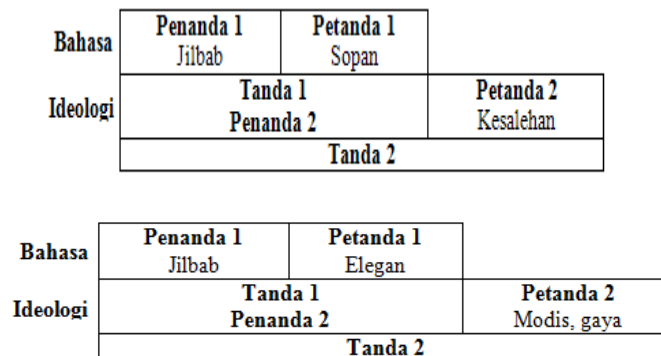 Bahasa Penanda 1 Petanda 1
Jilbab Sopan
Ideologi Tanda 1 Petanda 2
Penanda 2 Kesalehan
Tanda 2
Bahasa Penanda 1 Petanda 1
Jilbab Elegan
Ideologi Tanda 1 Petanda 2
Penanda 2 Modis, gaya
Tanda 2